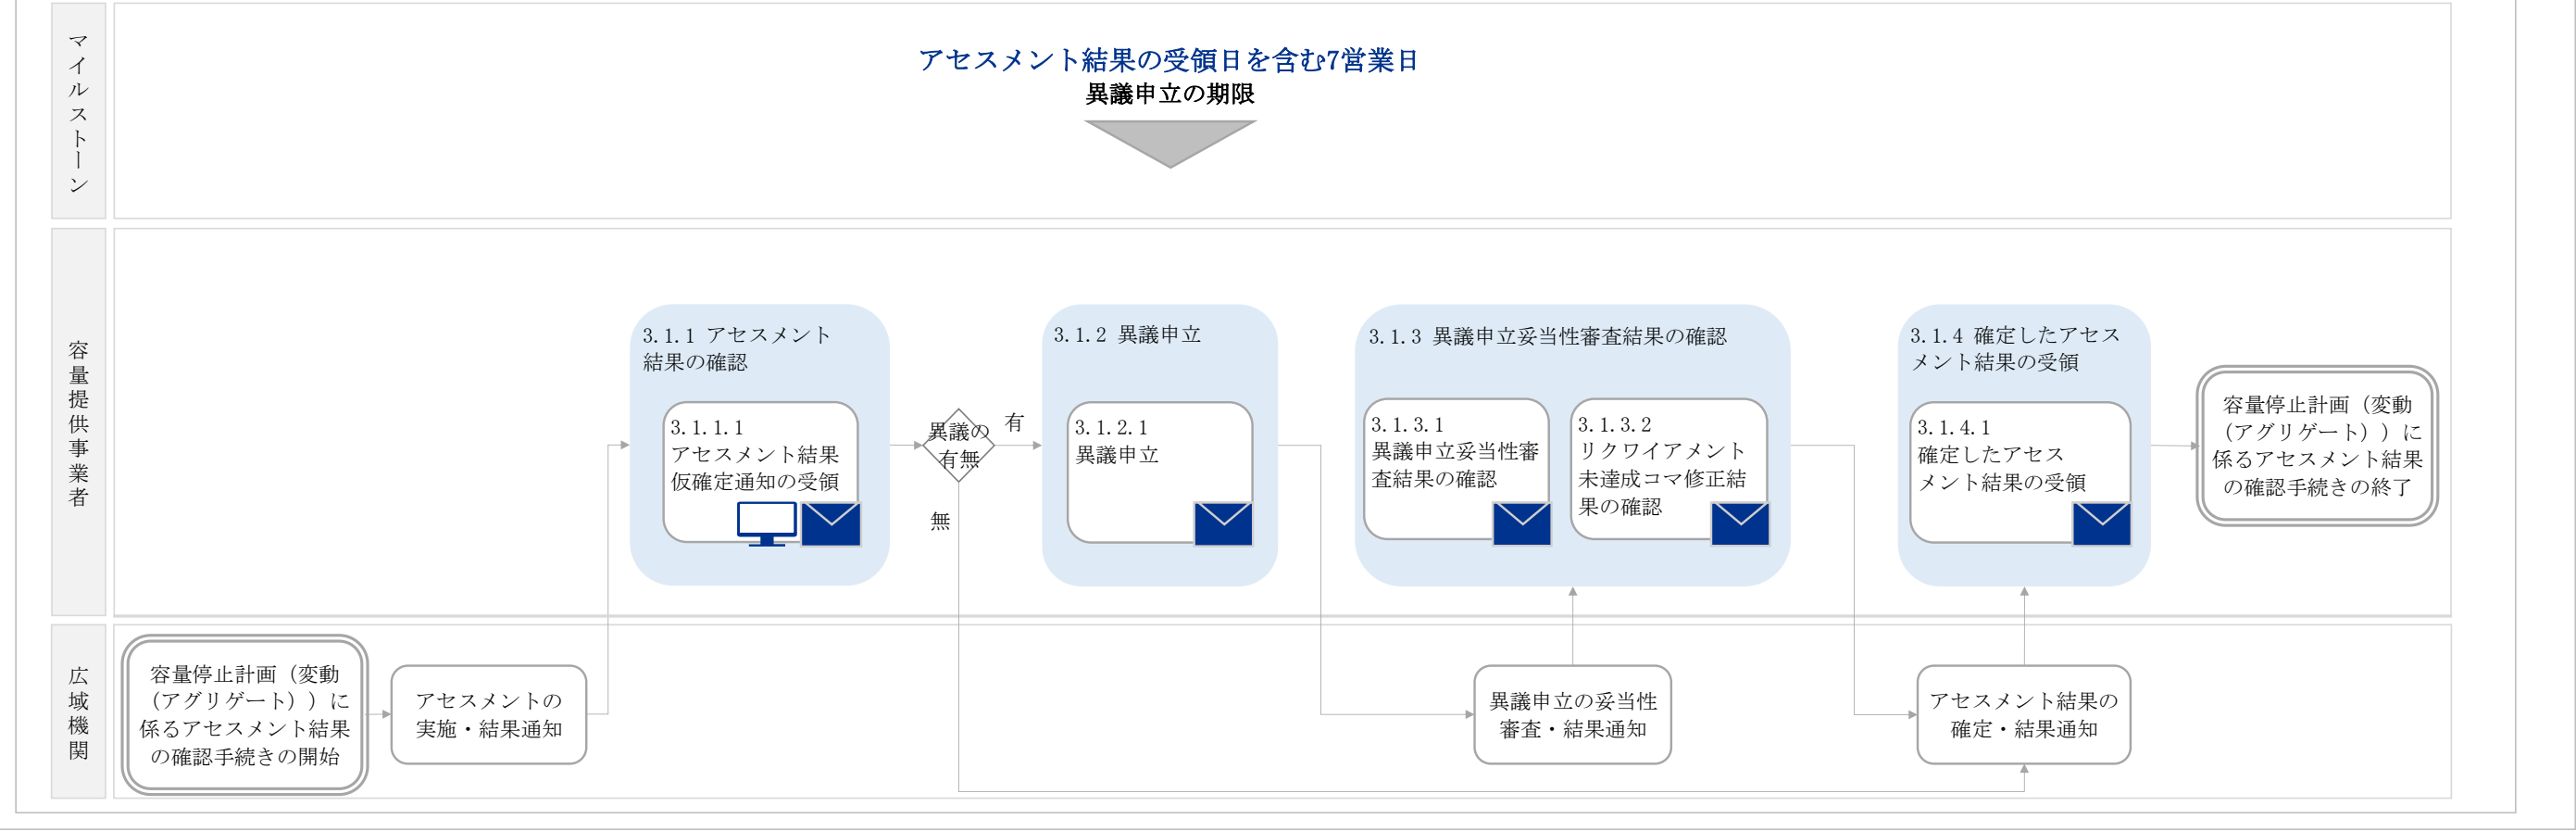 マイルストーン
アセスメント結果の受領日を含む7営業日
異議申立の期限
容量提供事業者
3.1.1 アセスメント
結果の確認
3.1.1.1
アセスメント結果
仮確定通知の受領
異議の
有無
有
無
3.1.2 異議申立
3.1.2.1
異議申立
3.1.3 異議申立妥当性審査結果の確認
3.1.3.1
異議申立妥当性審
査結果の確認
3.1.3.2
リクワイアメント
未達成コマ修正結
果の確認
3.1.4 確定したアセス
メント結果の受領
3.1.4.1
確定したアセス
メント結果の受領
容量停止計画（変動
（アグリゲート））に
係るアセスメント結果
の確認手続きの終了
広域機関
容量停止計画（変動
（アグリゲート））に
係るアセスメント結果
の確認手続きの開始
アセスメントの
実施・結果通知
異議申立の妥当性
審査・結果通知
アセスメント結果の
確定・結果通知